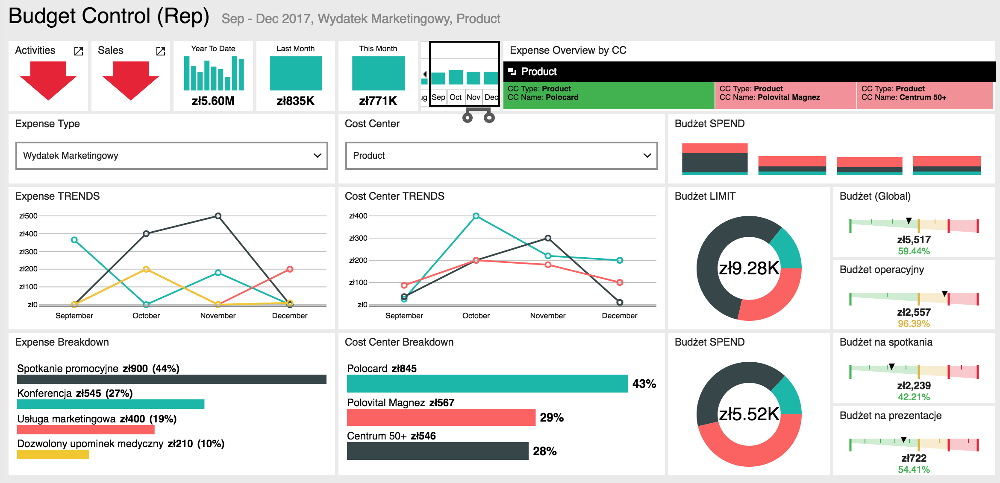 Budget Control (Rep) Sep - Dec 2017, Wydatek Marketingowy, Product
Activities
Sales
Year To Date
zł5.60M
Last Month
zł835K
This Month
zł771K
ug Sep Oct Nov Dec
Expense Overview by CC
Product
CC Type: Product
CC Name: Polocard
CC Type: Product
CC Name: Polovital Magnez
CC Type: Product
CC Name: Centrum 50+
Expense Type
Wydatek Marketingowy
Cost Center
Product
Budżet SPEND
Expense TRENDS
zł500
zł400
zł300
zł200
zł100
zł0
September October November December
Cost Center TRENDS
zł400
zł300
zł200
zł100
zł0
September October November December
Budżet LIMIT
zł9.28K
Budżet (Global)
zł5,517
59.44%
Budżet operacyjny
zł2,557
96.39%
Expense Breakdown
Spotkanie promocyjne zł900 (44%)
Konferencja zł545 (27%)
Usługa marketingowa zł400 (19%)
Dozwolony upominek medyczny zł210 (10%)
Cost Center Breakdown
Polocard zł845
43%
Polovital Magnez zł567
29%
Centrum 50+ zł546
28%
Budżet SPEND
zł5.52K
Budżet na spotkania
zł2,239
42.21%
Budżet na prezentacje
zł722
54.41%